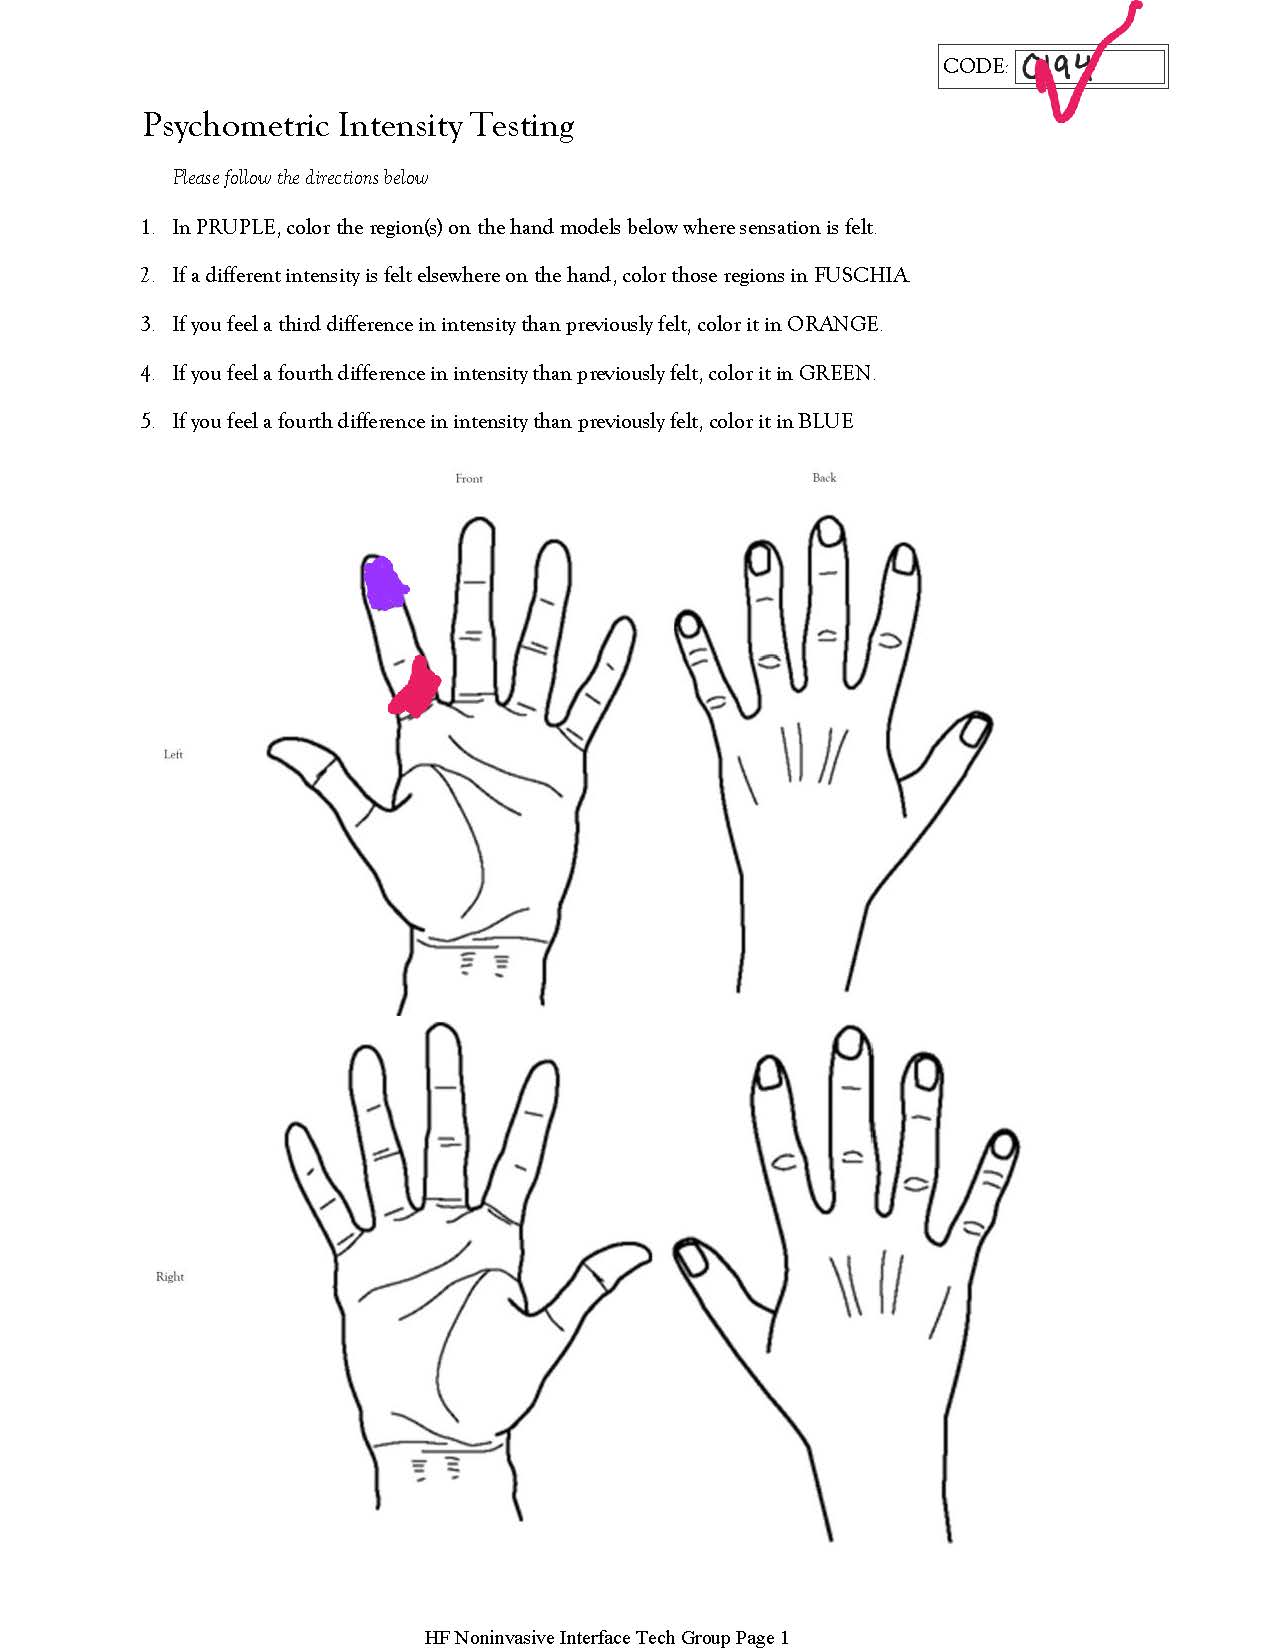 CODE: 0194
Psychometric Intensity Testing
Please follow the directions below
1. In PRUPLE, color the region(s) on the hand models below where sensation is felt.
2. If a different intensity is felt elsewhere on the hand, color those regions in FUSCHIA.
3. If you feel a third difference in intensity than previously felt, color it in ORANGE.
4. If you feel a fourth difference in intensity than previously felt, color it in GREEN.
5. If you feel a fourth difference in intensity than previously felt, color it in BLUE
Front Back
Left
Right
HF Noninvasive Interface Tech Group Page 1